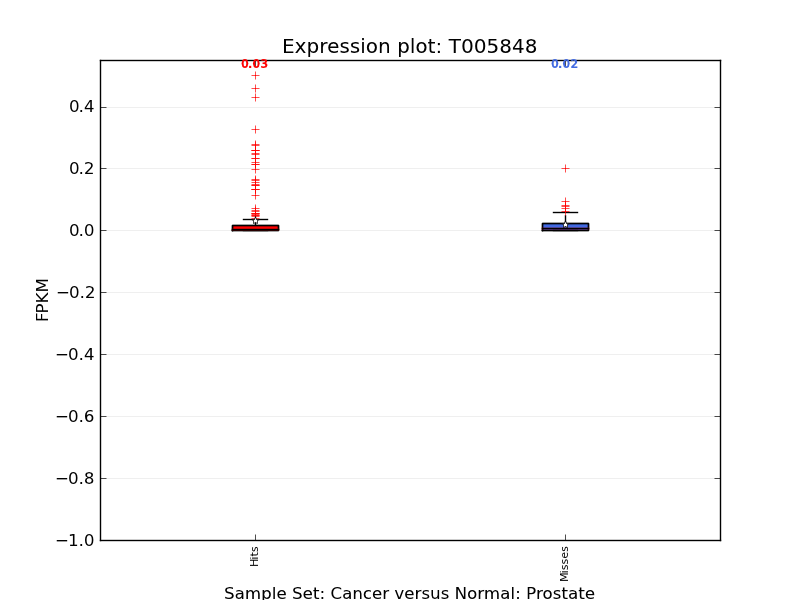 Expression plot: T005848
0.03
0.02
0.4
0.2
0.0
−0.2
−0.4
−0.6
−0.8
−1.0
FPKM
Hits
Misses
Sample Set: Cancer versus Normal: Prostate